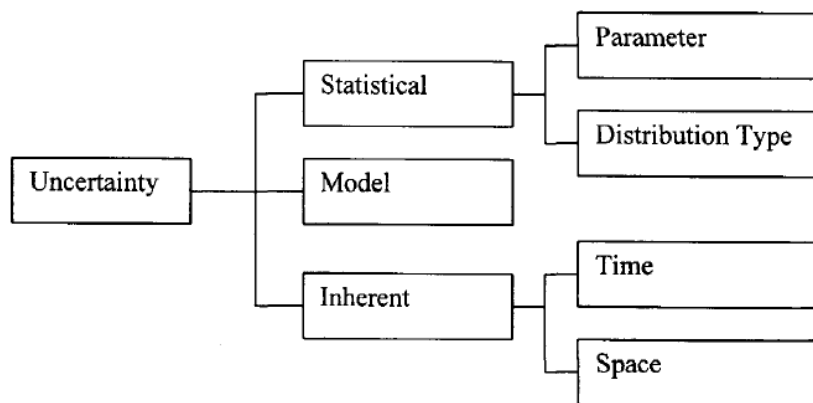 Uncertainty
Statistical
Model
Inherent
Parameter
Distribution Type
Time
Space